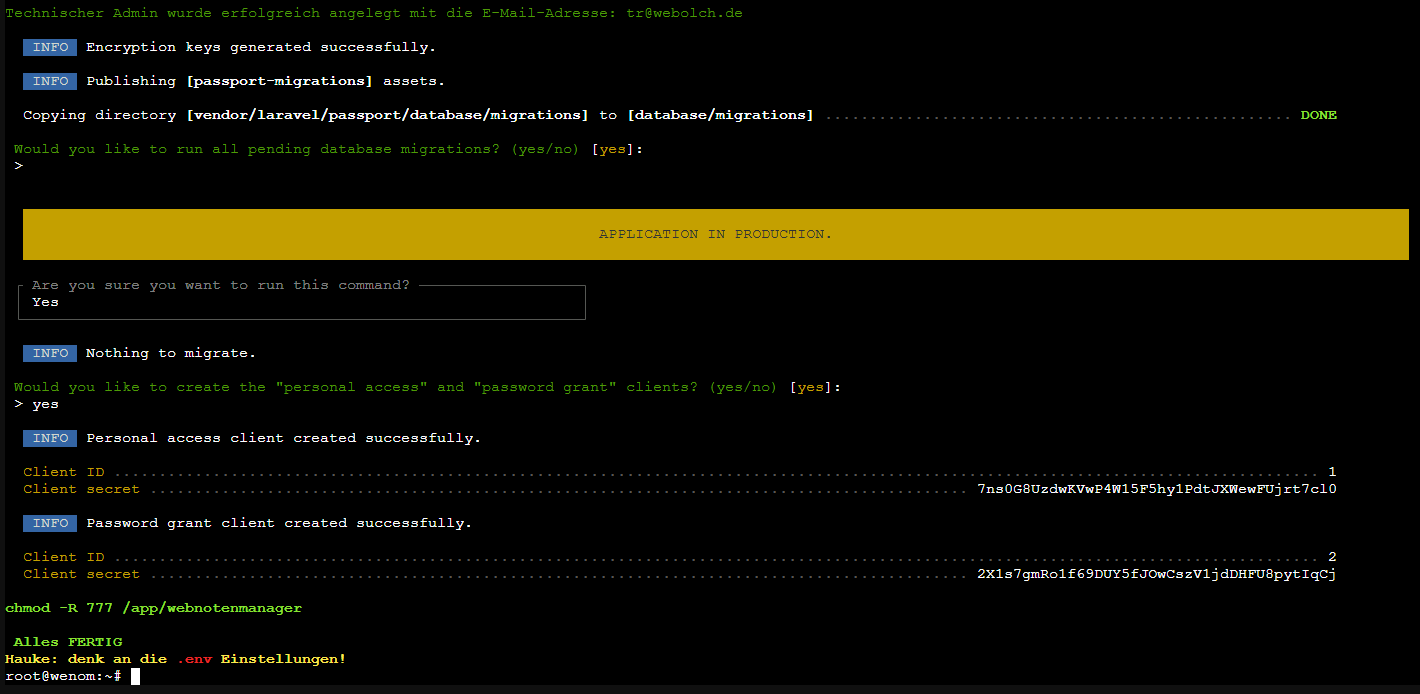 Technischer Admin wurde erfolgreich angelegt mit die E-Mail-Adresse: tr@webolch.de
INFO Encryption keys generated successfully.
INFO Publishing [passport-migrations] assets.
Copying directory [vendor/laravel/passport/database/migrations] to [database/migrations] .................................................... DONE
Would you like to run all pending database migrations? (yes/no) [yes]:
>
APPLICATION IN PRODUCTION.
Are you sure you want to run this command?
Yes
INFO Nothing to migrate.
Would you like to create the "personal access" and "password grant" clients? (yes/no) [yes]:
> yes
INFO Personal access client created successfully.
Client ID ...................................................................................................................................... 1
Client secret ........................................................................................... 7ns0G8UzdwKVwP4W15F5hy1PdtJXWewFUjrt7cl0
INFO Password grant client created successfully.
Client ID ...................................................................................................................................... 2
Client secret ........................................................................................... 2X1s7gmRo1f69DUY5fJOwCszV1jdDHFU8pytIqCj
chmod -R 777 /app/webnotenmanager
Alles FERTIG
Hauke: denk an die .env Einstellungen!
root@wenom:~#